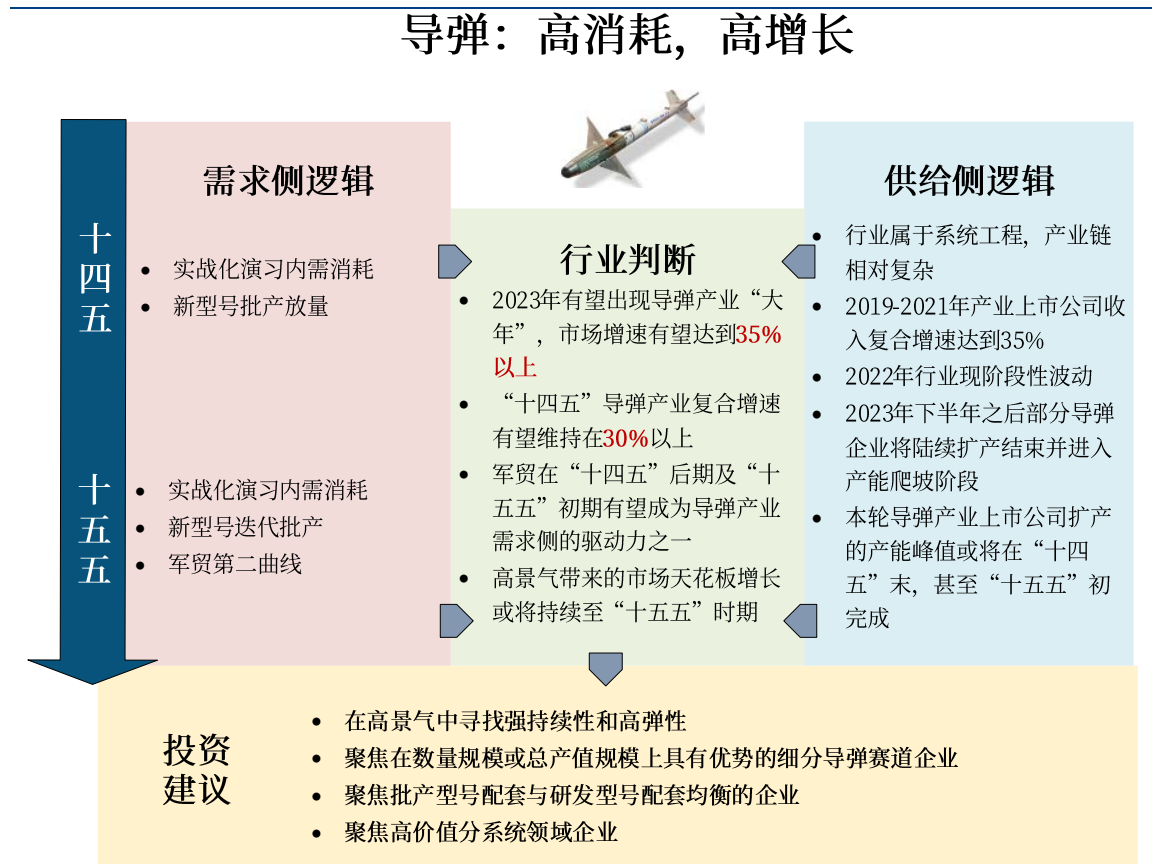 导弹：高消耗，高增长
十
四
五
十
五
五
需求侧逻辑
• 实战化演习内需消耗
• 新型号批产放量
• 实战化演习内需消耗
• 新型号迭代批产
• 军贸第二曲线
行业判断
• 2023年有望出现导弹产业“大
年”，市场增速有望达到35%
以上
• “十四五”导弹产业复合增速
有望维持在30%以上
• 军贸在“十四五”后期及“十
五五”初期有望成为导弹产业
需求侧的驱动力之一
• 高景气带来的市场天花板增长
或将持续至“十五五”时期
供给侧逻辑
• 行业属于系统工程，产业链
相对复杂
• 2019-2021年产业上市公司收
入复合增速达到35%
• 2022年行业现阶段性波动
• 2023年下半年之后部分导弹
企业将陆续扩产结束并进入
产能爬坡阶段
• 本轮导弹产业上市公司扩产
的产能峰值或将在“十四
五”末，甚至“十五五”初
完成
投资
建议
• 在高景气中寻找强持续性和高弹性
• 聚焦在数量规模或总产值规模上具有优势的细分导弹赛道企业
• 聚焦批产型号配套与研发型号配套均衡的企业
• 聚焦高价值分系统领域企业